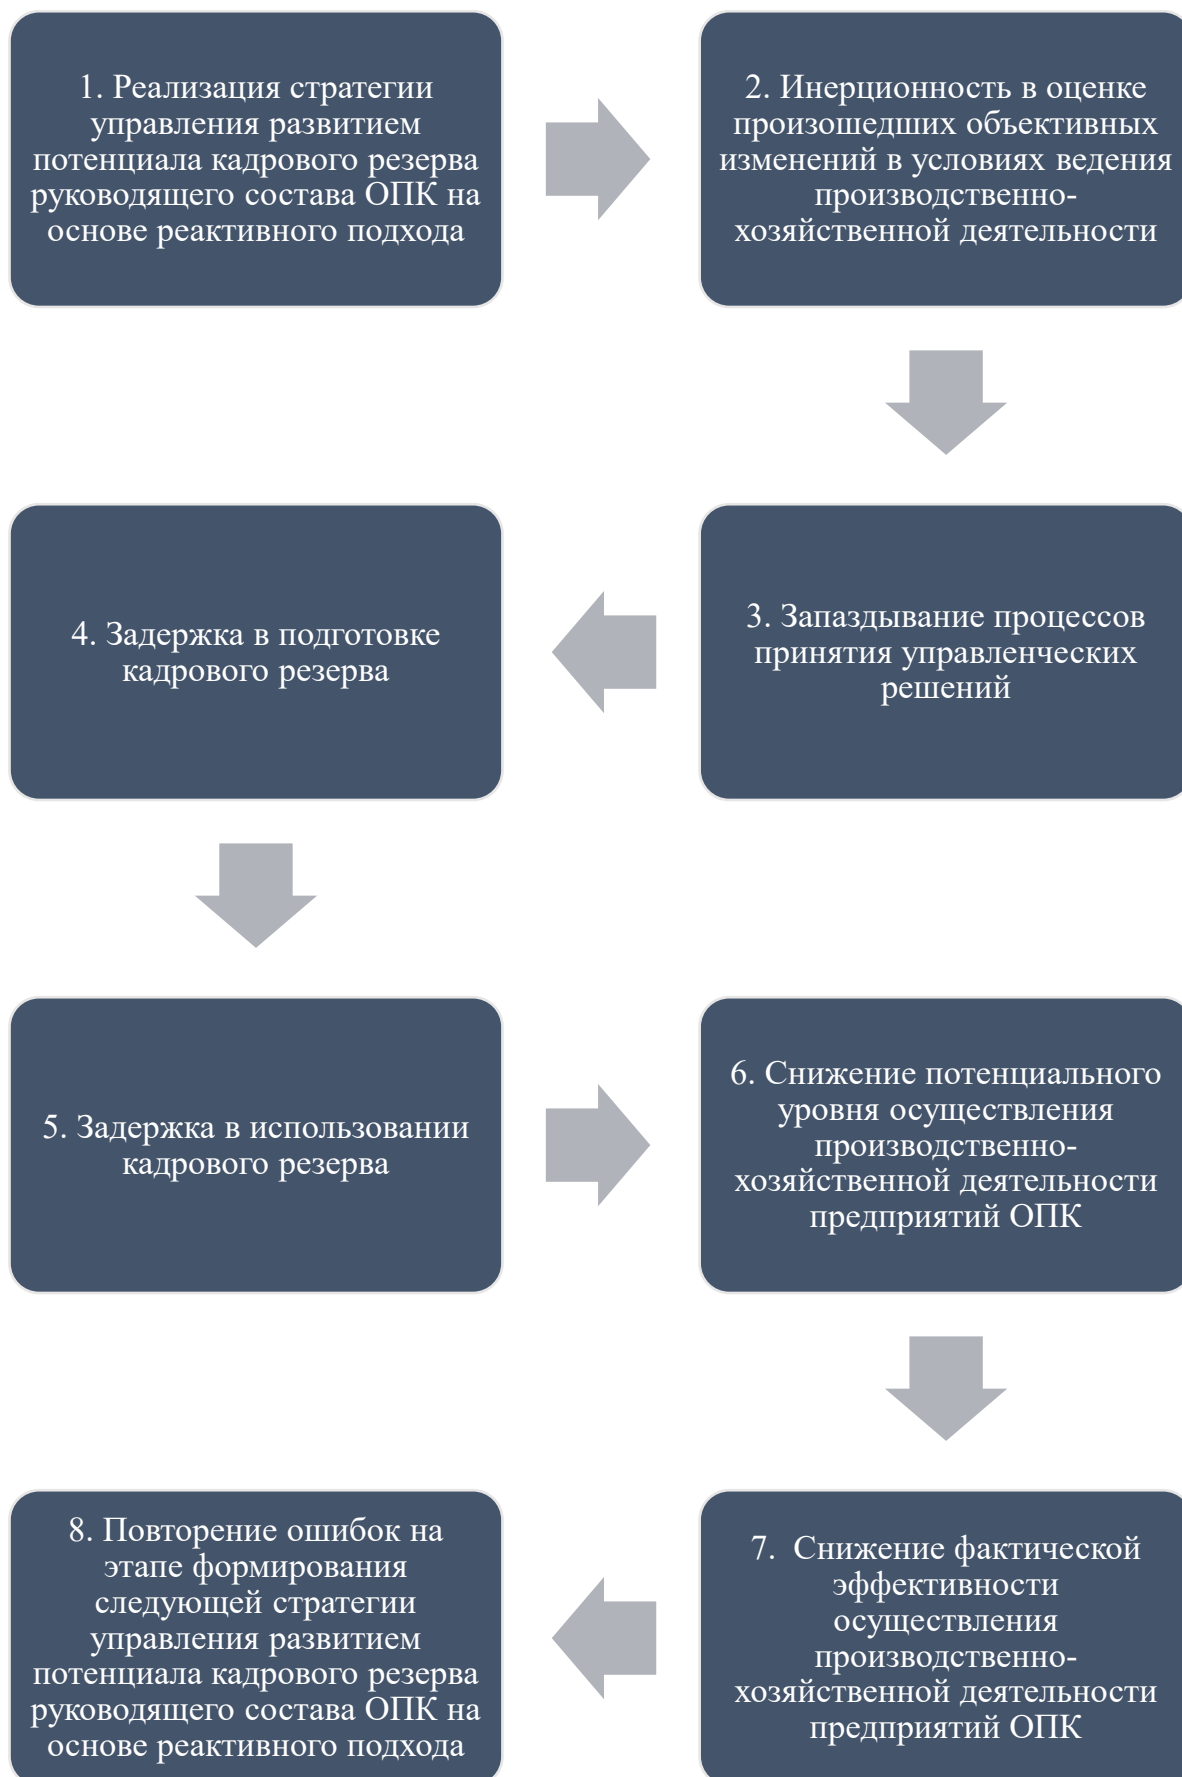 1. Реализация стратегии
управления развитием
потенциала кадрового резерва
руководящего состава ОПК на
основе реактивного подхода
2. Инерционность в оценке
произошедших объективных
изменений в условиях ведения
производственно-
хозяйственной деятельности
3. Запаздывание процессов
принятия управленческих
решений
4. Задержка в подготовке
кадрового резерва
5. Задержка в использовании
кадрового резерва
6. Снижение потенциального
уровня осуществления
производственно-
хозяйственной деятельности
предприятий ОПК
7. Снижение фактической
эффективности
осуществления
производственно-
хозяйственной деятельности
предприятий ОПК
8. Повторение ошибок на
этапе формирования
следующей стратегии
управления развитием
потенциала кадрового резерва
руководящего состава ОПК на
основе реактивного подхода